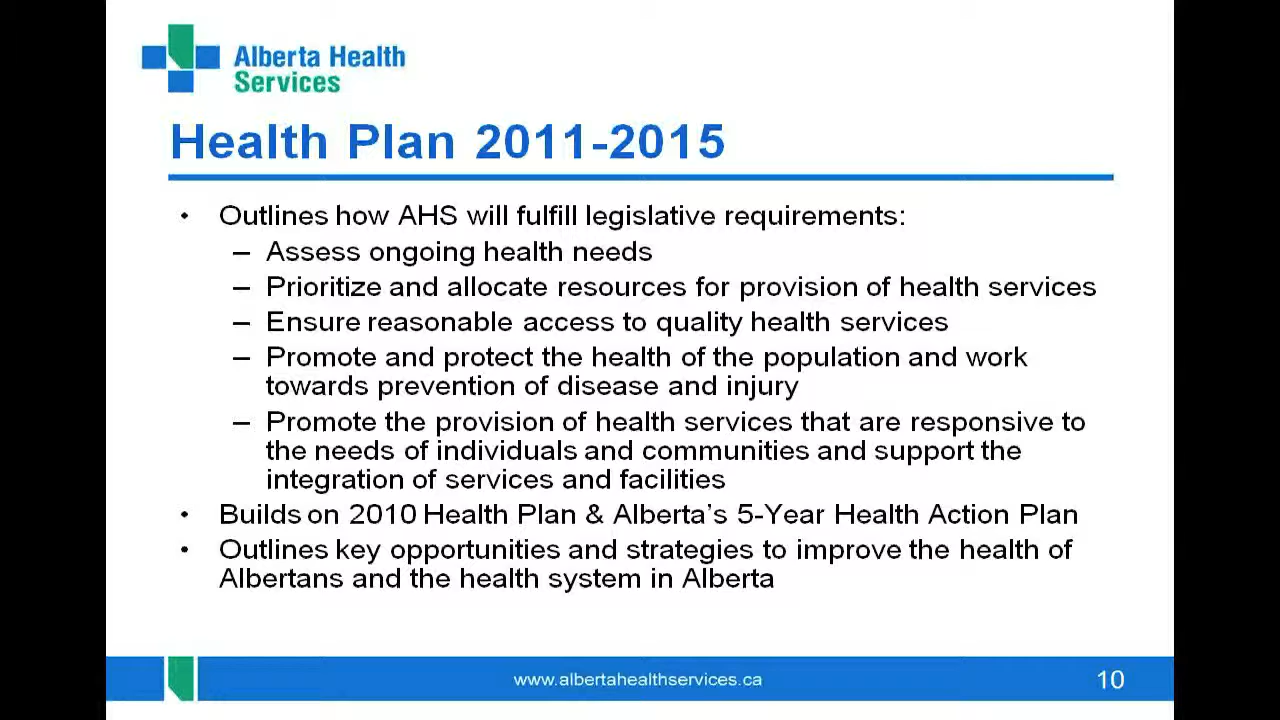 Alberta Health
Services
Health Plan 2011-2015
• Outlines how AHS will fulfill legislative requirements:
– Assess ongoing health needs
– Prioritize and allocate resources for provision of health services
– Ensure reasonable access to quality health services
– Promote and protect the health of the population and work
towards prevention of disease and injury
– Promote the provision of health services that are responsive to
the needs of individuals and communities and support the
integration of services and facilities
• Builds on 2010 Health Plan & Alberta's 5-Year Health Action Plan
• Outlines key opportunities and strategies to improve the health of
Albertans and the health system in Alberta
www.albertahealthservices.ca
10